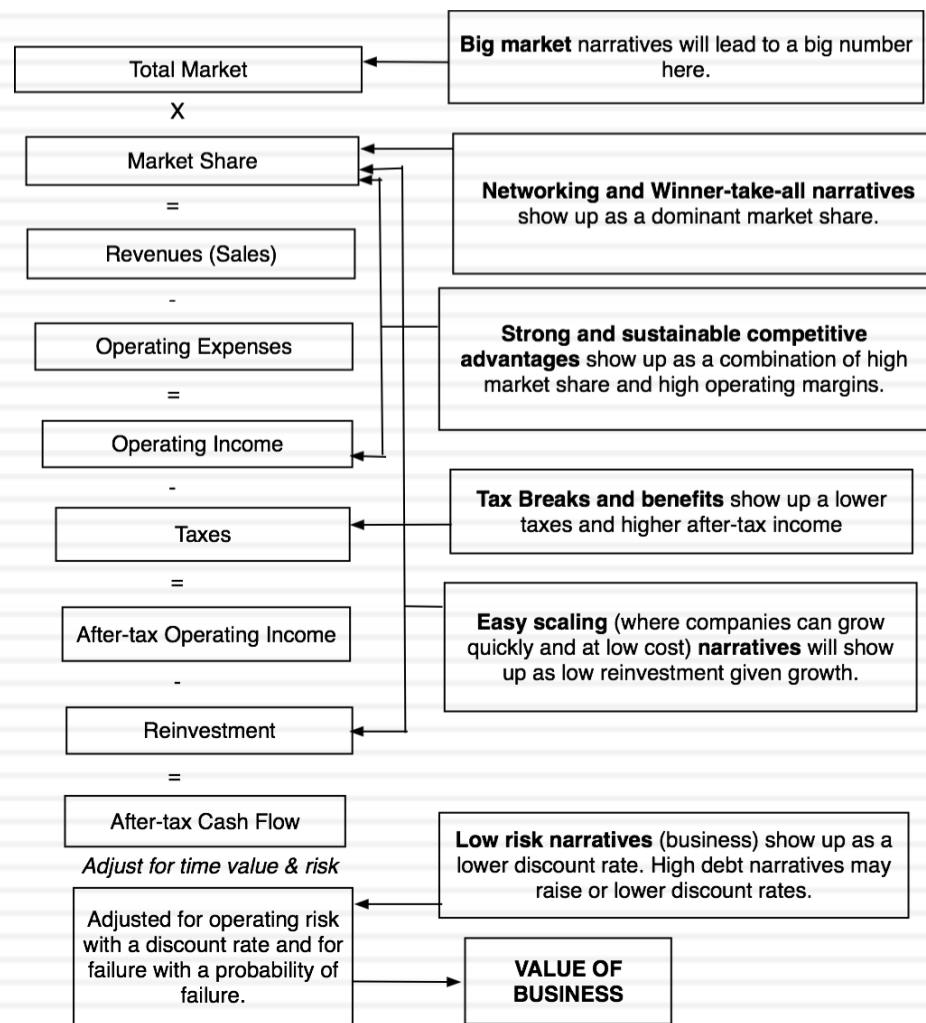 Big market narratives will lead to a big number
here.
Total Market
X
Market Share
Networking and Winner-take-all narratives
show up as a dominant market share.
=
Revenues (Sales)
-
Operating Expenses
Strong and sustainable competitive
advantages show up as a combination of high
market share and high operating margins.
=
Operating Income
-
Taxes
Tax Breaks and benefits show up a lower
taxes and higher after-tax income
=
After-tax Operating Income
Easy scaling (where companies can grow
quickly and at low cost) narratives will show
up as low reinvestment given growth.
-
Reinvestment
=
After-tax Cash Flow
Adjust for time value & risk
Low risk narratives (business) show up as a
lower discount rate. High debt narratives may
raise or lower discount rates.
Adjusted for operating risk
with a discount rate and for
failure with a probability of
failure.
VALUE OF
BUSINESS